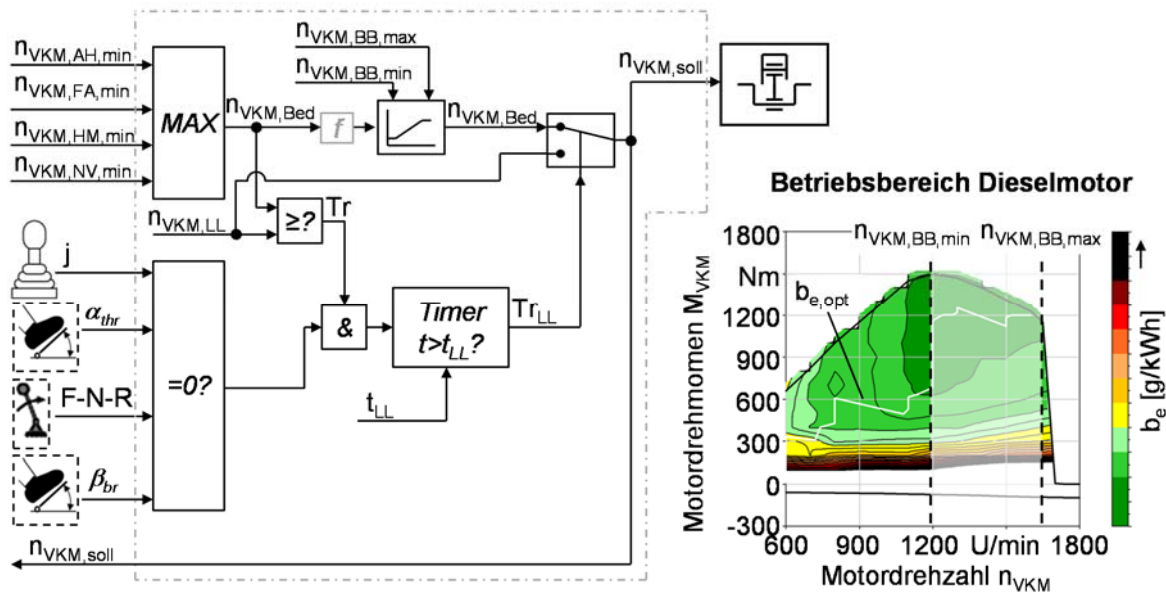 n_VKM,AH,min
n_VKM,FA,min
n_VKM,HM,min
n_VKM,NV,min
MAX
n_VKM,Bed
n_VKM,BB,max
n_VKM,BB,min
f
n_VKM,Bed
n_VKM,soll
n_VKM,LL
≥?
Tr
j
α_thr
F-N-R
β_br
=0?
&
Timer
t>t_LL?
Tr_LL
t_LL
n_VKM,soll
Betriebsbereich Dieselmotor
n_VKM,BB,min n_VKM,BB,max
Motordrehmomen M_VKM
1800
Nm
1200
900
600
300
0
-300
b_e,opt
600 900 1200 U/min 1800
Motordrehzahl n_VKM
b_e [g/kWh]